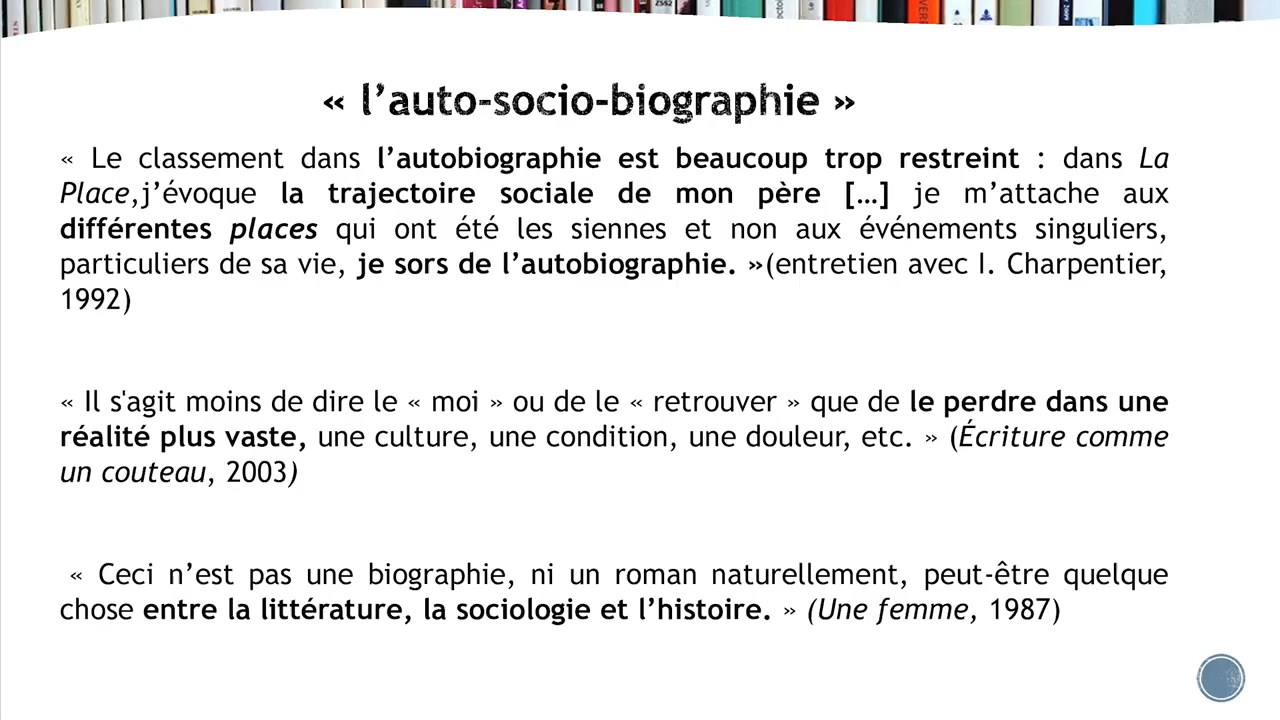 « l’auto-socio-biographie »
« Le classement dans l’autobiographie est beaucoup trop restreint : dans La
Place,j’évoque la trajectoire sociale de mon père […] je m’attache aux
différentes places qui ont été les siennes et non aux événements singuliers,
particuliers de sa vie, je sors de l’autobiographie. »(entretien avec I. Charpentier,
1992)
« Il s'agit moins de dire le « moi » ou de le « retrouver » que de le perdre dans une
réalité plus vaste, une culture, une condition, une douleur, etc. » (Écriture comme
un couteau, 2003)
« Ceci n’est pas une biographie, ni un roman naturellement, peut-être quelque
chose entre la littérature, la sociologie et l’histoire. » (Une femme, 1987)